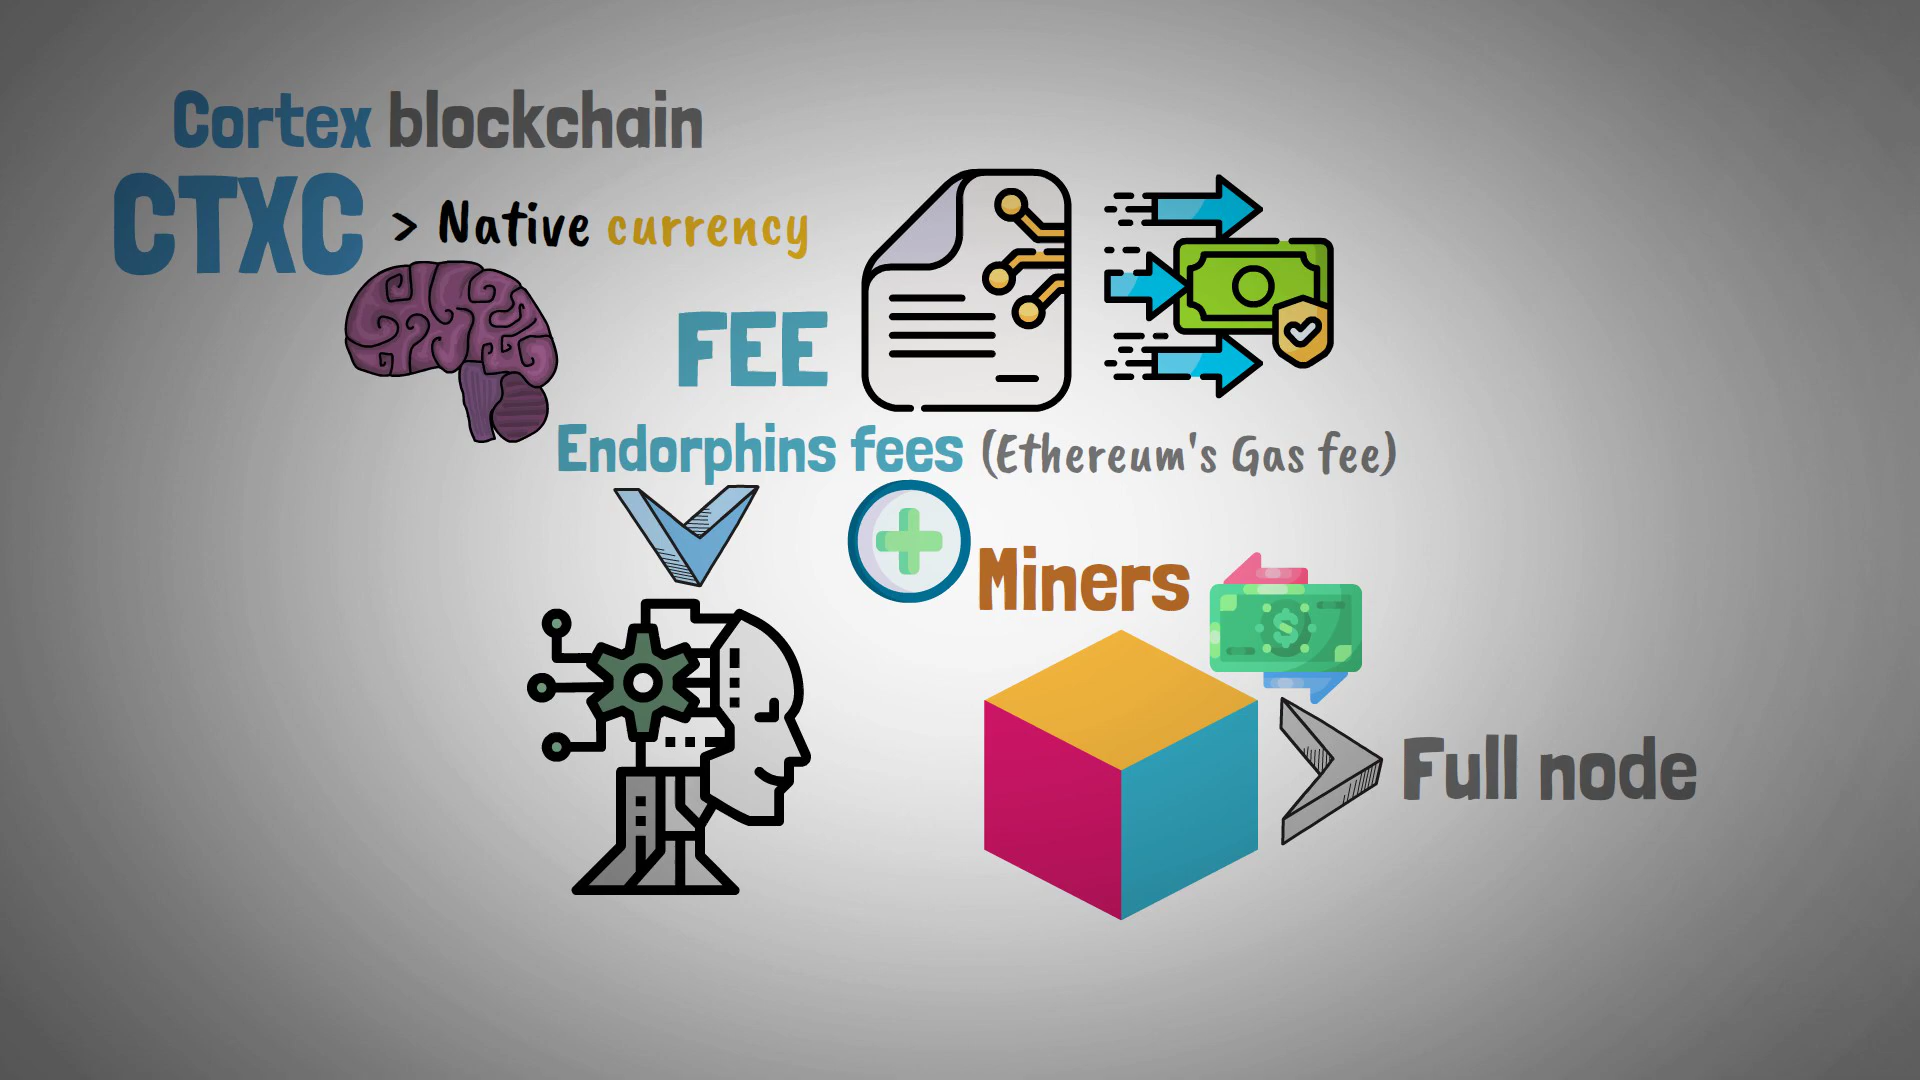 Cortex blockchain
CTXC > Native currency
FEE
Endorphins fees (Ethereum's Gas fee)
Miners
Full node